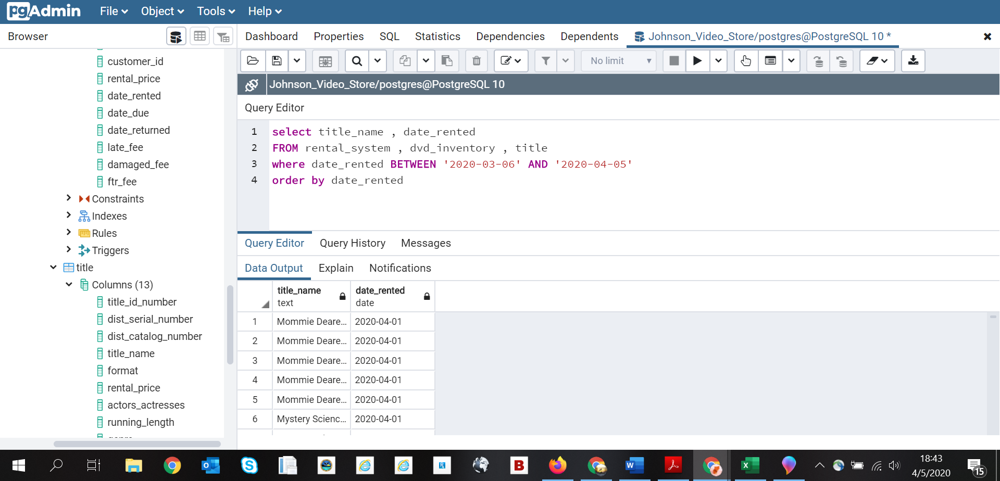 pgAdmin File Object Tools Help
Browser
Dashboard Properties SQL Statistics Dependencies Dependents Johnson_Video_Store/postgres@PostgreSQL 10 *
customer_id
rental_price
date_rented
date_due
date_returned
late_fee
damaged_fee
ftr_fee
Constraints
Indexes
Rules
Triggers
title
Columns (13)
title_id_number
dist_serial_number
dist_catalog_number
title_name
format
rental_price
actors_actresses
running_length
No limit
Johnson_Video_Store/postgres@PostgreSQL 10
Query Editor
1 select title_name , date_rented
2 FROM rental_system , dvd_inventory , title
3 where date_rented BETWEEN '2020-03-06' AND '2020-04-05'
4 order by date_rented
Query Editor Query History Messages
Data Output Explain Notifications
title_name text date_rented date
1 Mommie Deare... 2020-04-01
2 Mommie Deare... 2020-04-01
3 Mommie Deare... 2020-04-01
4 Mommie Deare... 2020-04-01
5 Mommie Deare... 2020-04-01
6 Mystery Scienc... 2020-04-01
18:43
4/5/2020
15